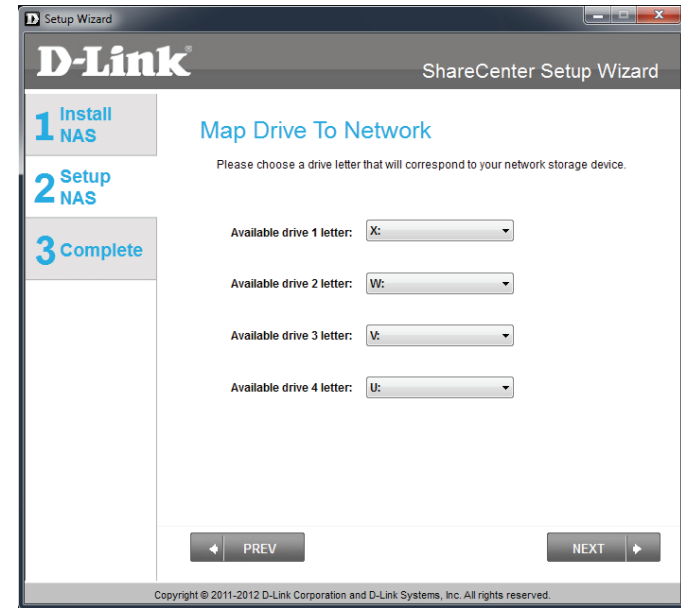 Setup Wizard
D-Link®
ShareCenter Setup Wizard
1 Install NAS
2 Setup NAS
3 Complete
Map Drive To Network
Please choose a drive letter that will correspond to your network storage device.
Available drive 1 letter: X:
Available drive 2 letter: W:
Available drive 3 letter: V:
Available drive 4 letter: U:
PREV
NEXT
Copyright © 2011-2012 D-Link Corporation and D-Link Systems, Inc. All rights reserved.